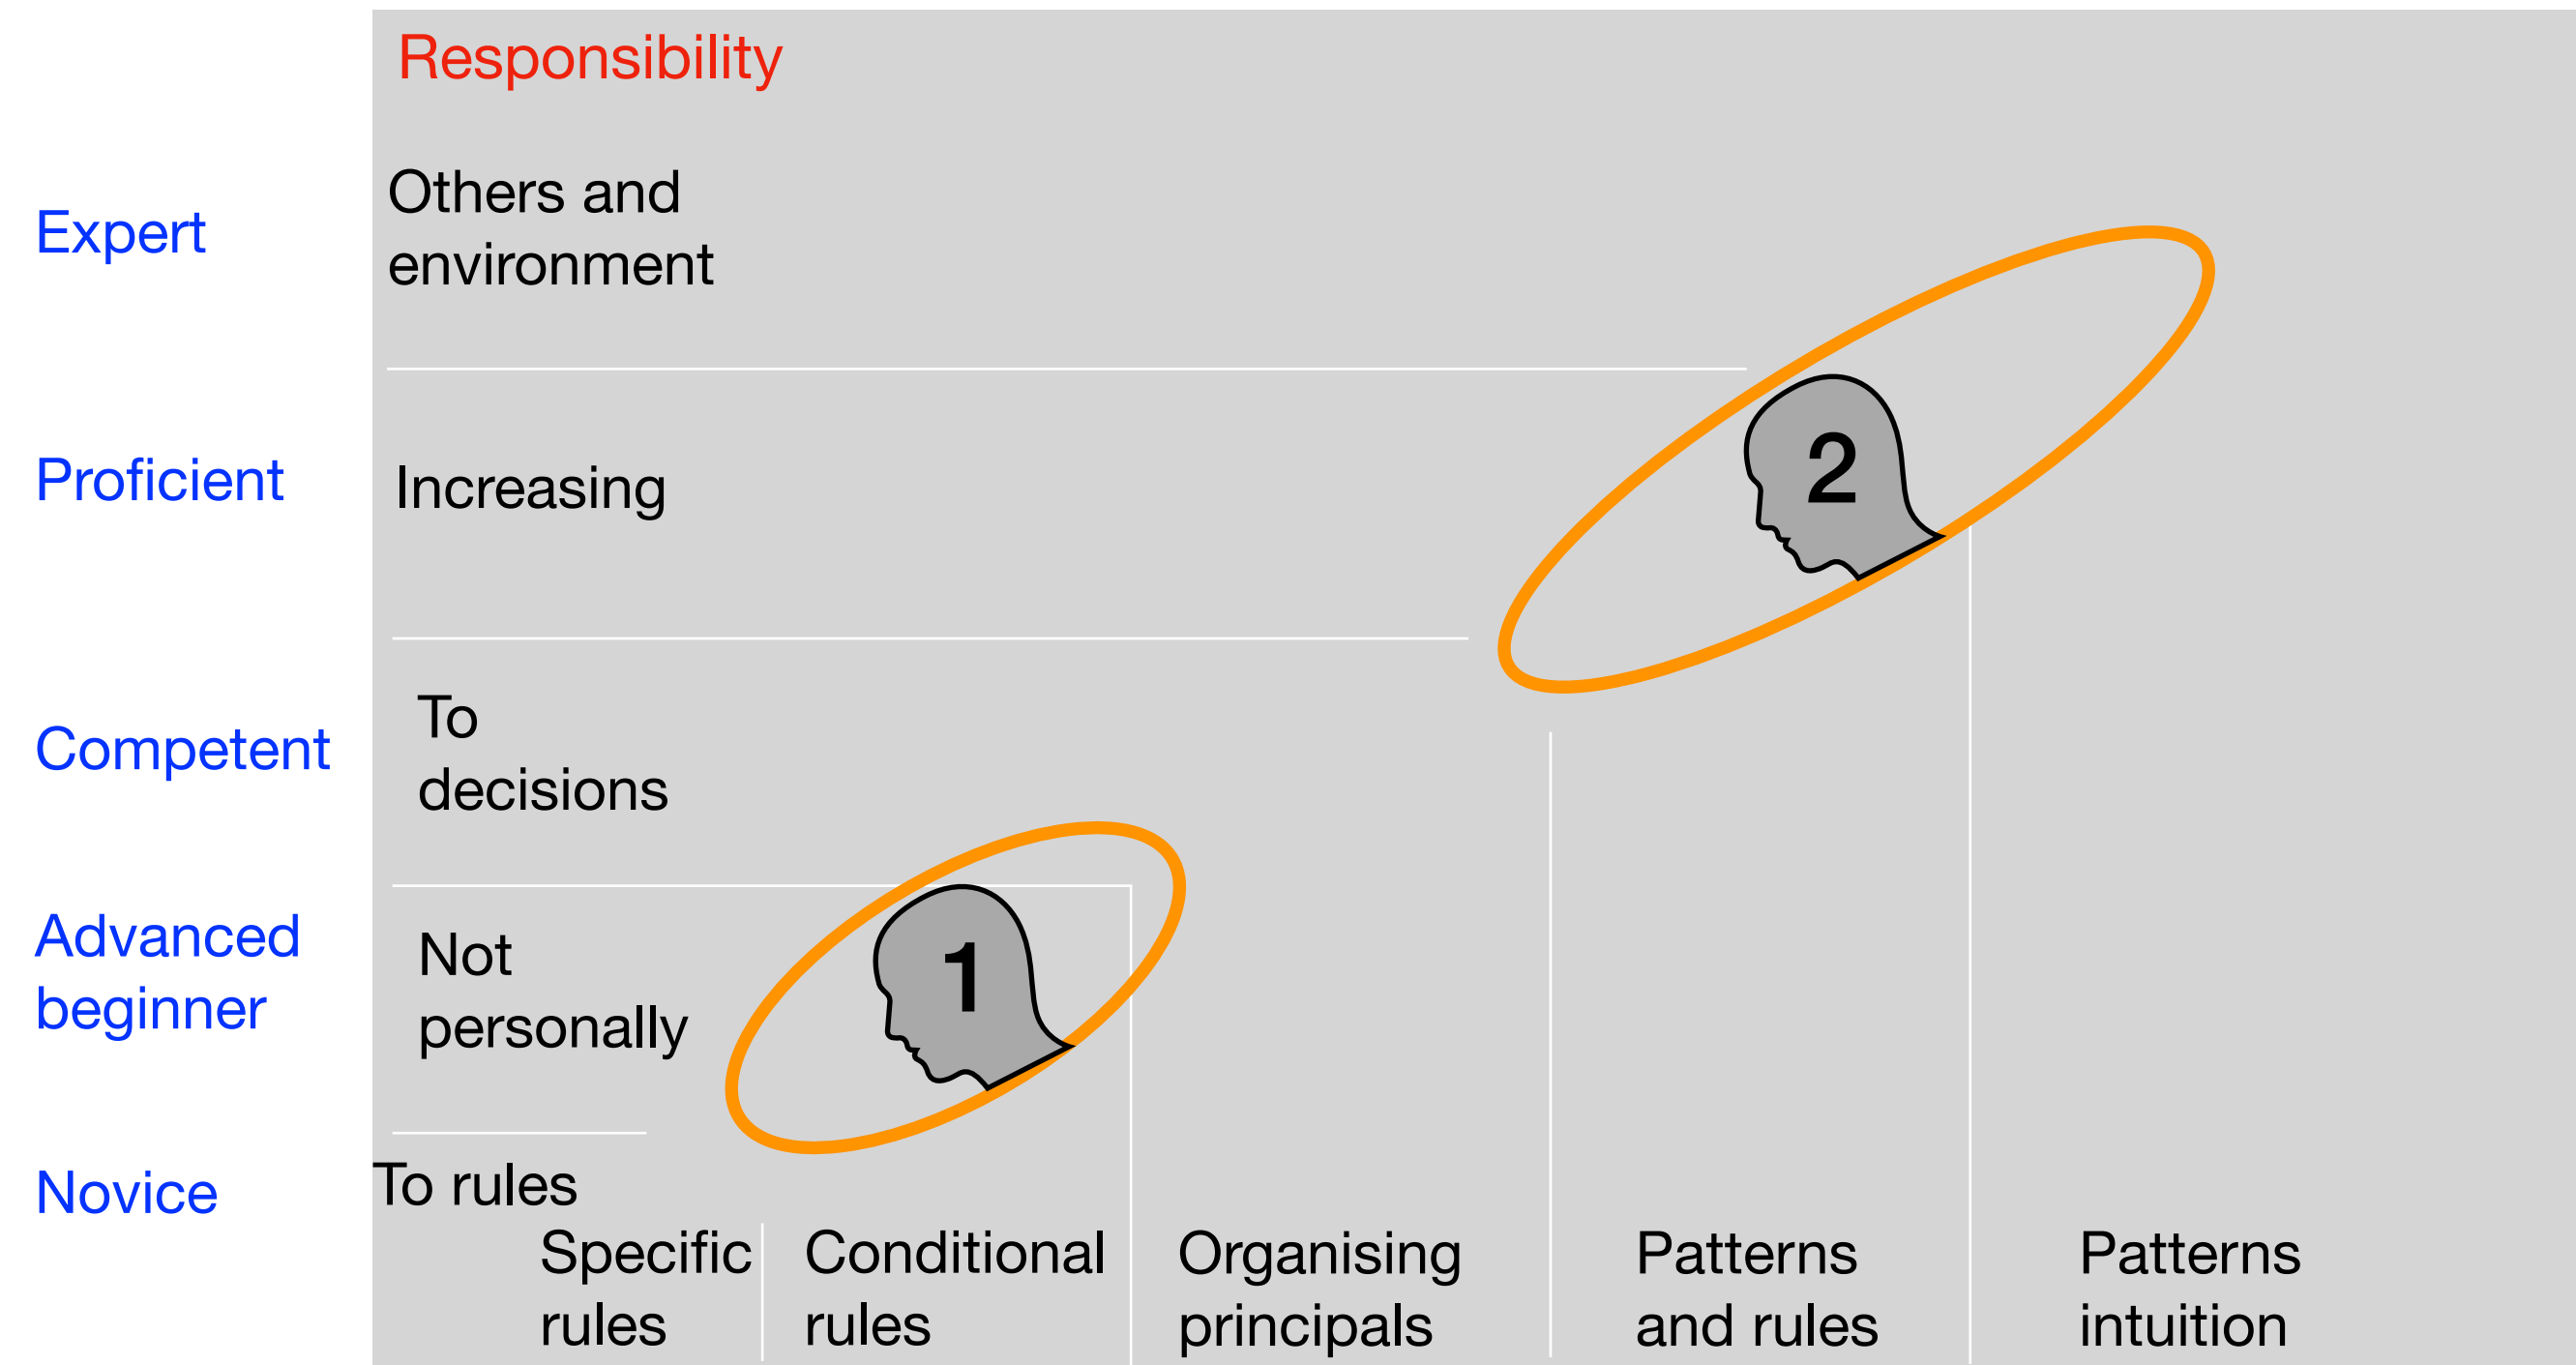 Responsibility
Expert
Others and
environment
2
Proficient
Increasing
Competent
To
decisions
Advanced
beginner
Not
personally
1
Novice
To rules
Specific
rules
Conditional
rules
Organising
principals
Patterns
and rules
Patterns
intuition